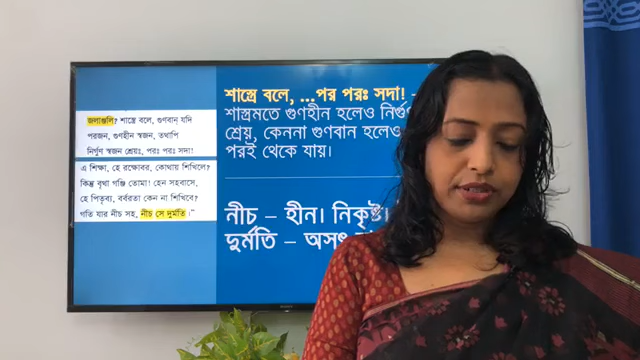 জলাঞ্জলি? শাস্ত্রে বলে, গুণবান্ যদি
পরজন, গুণহীন স্বজন, তথাপি
নির্গুণ স্বজন শ্রেয়ঃ, পরঃ পরঃ সদা!
এ শিক্ষা, হে রক্ষোবর, কোথায় শিখিলে?
কিন্তু বৃথা গঞ্জি তোমা! হেন সহবাসে,
হে পিতৃব্য, বর্বরতা কেন না শিখিবে?
গতি যার নীচ সহ, নীচ সে দুর্মতি।"
শাস্ত্রে বলে, ...পর পরঃ সদা! -
শাস্ত্রমতে গুণহীন হলেও নির্গুণ
শ্রেয়, কেননা গুণবান হলেও
পরই থেকে যায়।
নীচ – হীন। নিকৃষ্ট।
দুর্মতি – অসৎ